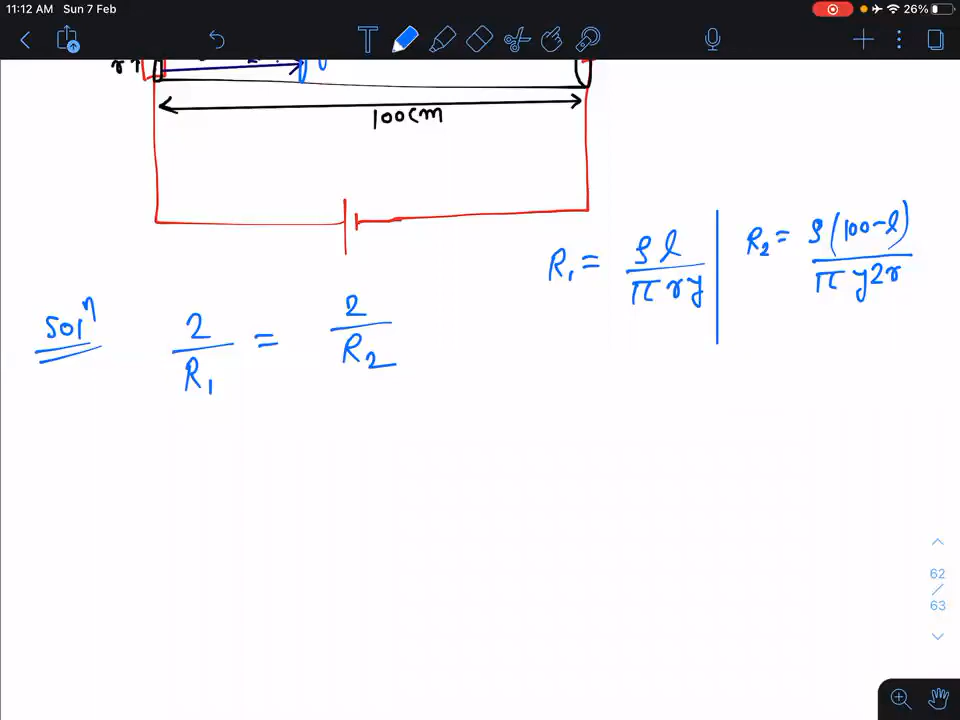 11:12 AM Sun 7 Feb
26%
T
r
100cm
R₁ = ρl / πry
R₂ = ρ(100-l) / πy2r
Solⁿ
2/R₁ = 2/R₂
62
/
63